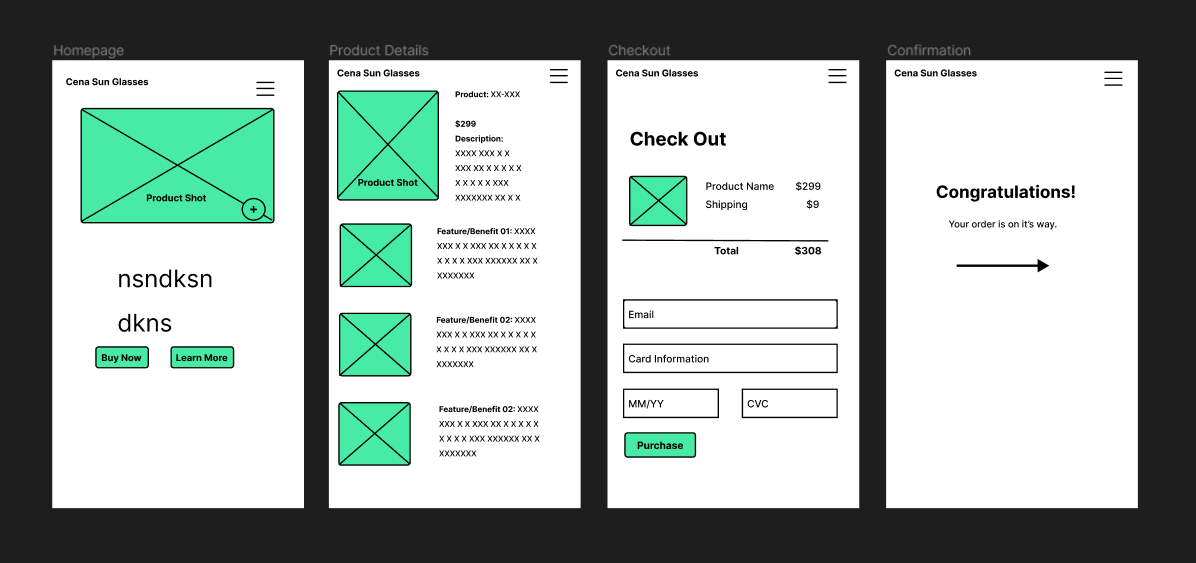 Homepage
Cena Sun Glasses
Product Shot
+
nsndksn
dkns
Buy Now
Learn More
Product Details
Cena Sun Glasses
Product Shot
Product: XX-XXX
$299
Description:
XXXX XXX X X
XXX XX X X X X X
X X X X X XXX
XXXXXXX XX X X
Feature/Benefit 01: XXXX
XXX X X XXX XX X X X X X
X X X X XXX XXXXXX XX X
XXXXXXX
Feature/Benefit 02: XXXX
XXX X X XXX XX X X X X X
X X X X XXX XXXXXX XX X
XXXXXXX
Feature/Benefit 02: XXXX
XXX X X XXX XX X X X X X
X X X X XXX XXXXXX XX X
XXXXXXX
Checkout
Cena Sun Glasses
Check Out
Product Name $299
Shipping $9
Total $308
Email
Card Information
MM/YY
CVC
Purchase
Confirmation
Cena Sun Glasses
Congratulations!
Your order is on it's way.